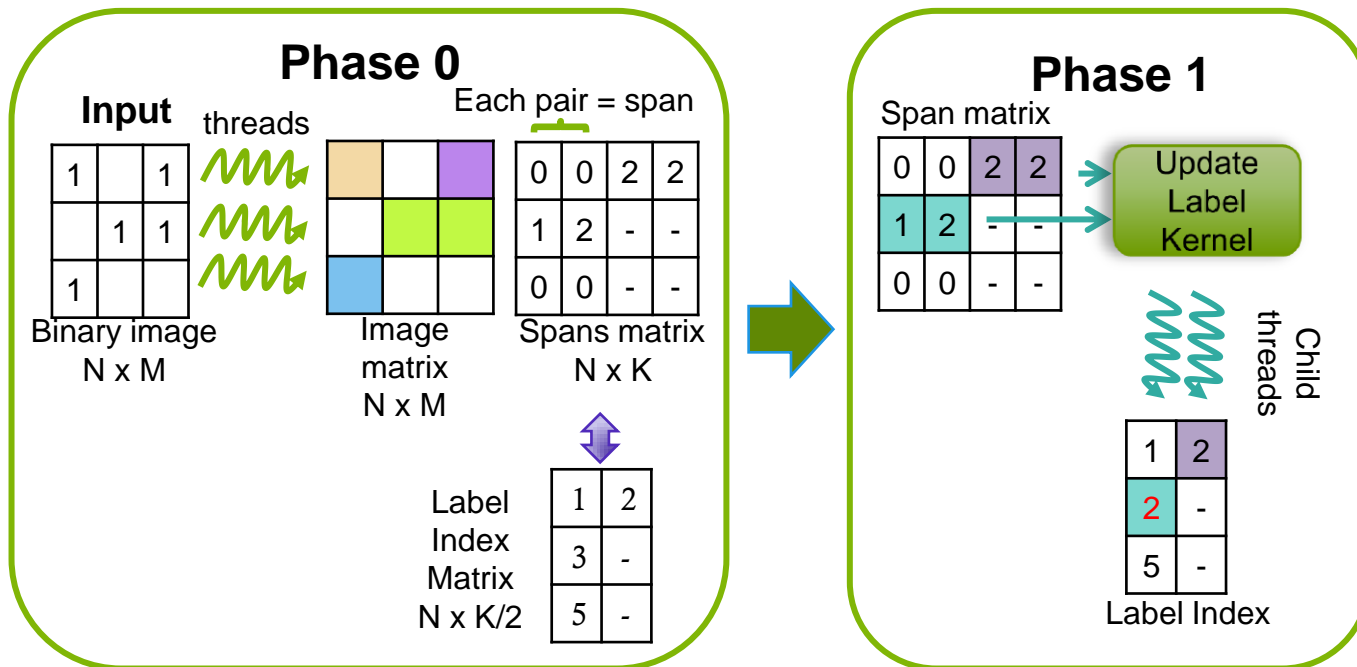 Phase 0
Input
threads
Each pair = span
1 1
1 1
1
0 0 2 2
1 2 - -
0 0 - -
Binary image
N x M
Image
matrix
N x M
Spans matrix
N x K
Label
Index
Matrix
N x K/2
1 2
3 -
5 -
Phase 1
Span matrix
0 0 2 2
1 2 - -
0 0 - -
Update
Label
Kernel
Child
threads
1 2
2 -
5 -
Label Index